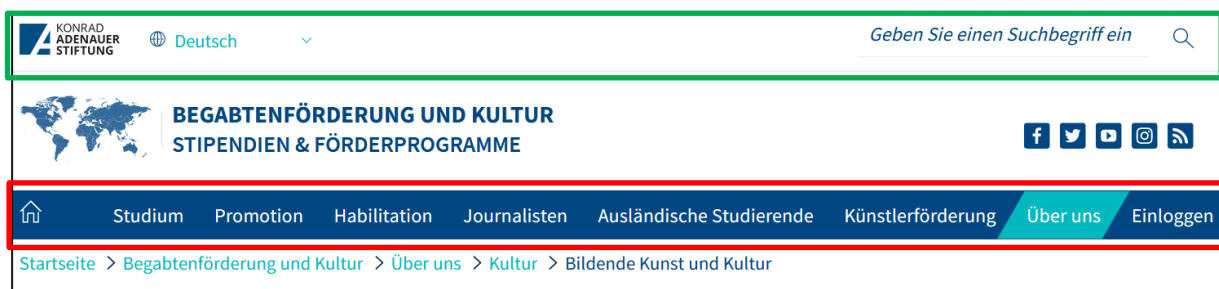 KONRAD
ADENAUER
STIFTUNG
Deutsch
Geben Sie einen Suchbegriff ein
BEGABTENFÖRDERUNG UND KULTUR
STIPENDIEN & FÖRDERPROGRAMME
Studium Promotion Habilitation Journalisten Ausländische Studierende Künstlerförderung Über uns Einloggen
Startseite > Begabtenförderung und Kultur > Über uns > Kultur > Bildende Kunst und Kultur